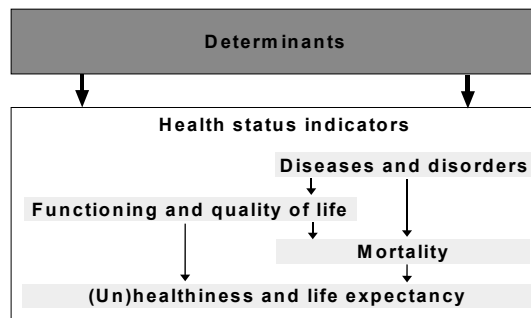 Determinants
Health status indicators
Diseases and disorders
Functioning and quality of life
Mortality
(Un)healthiness and life expectancy